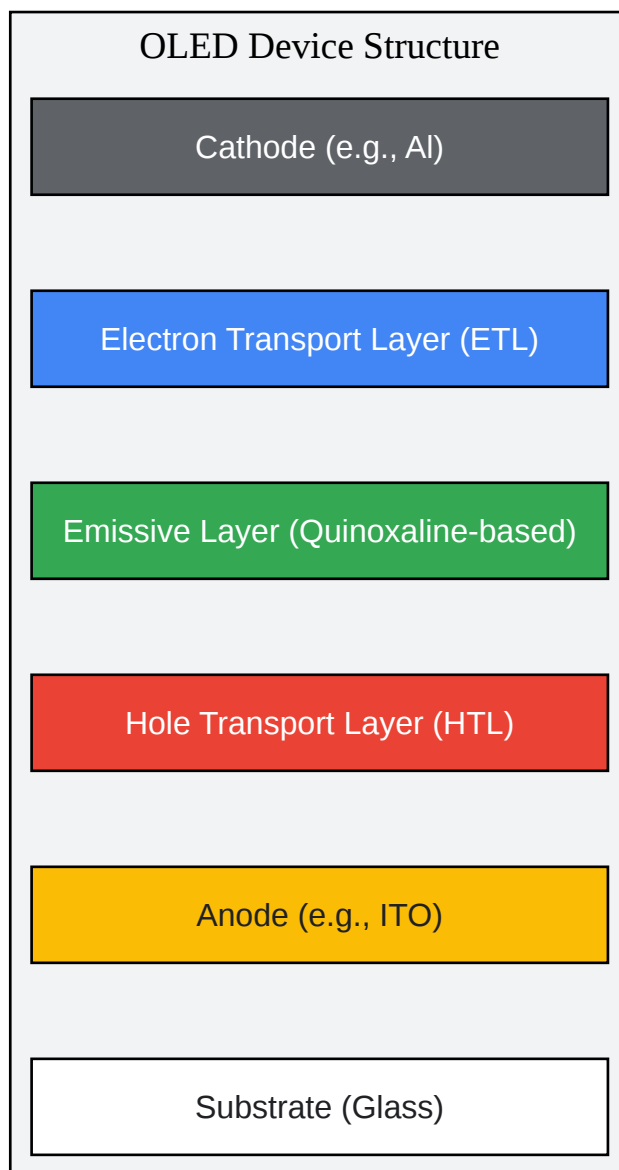 OLED Device Structure
Cathode (e.g., Al)
Electron Transport Layer (ETL)
Emissive Layer (Quinoxaline-based)
Hole Transport Layer (HTL)
Anode (e.g., ITO)
Substrate (Glass)